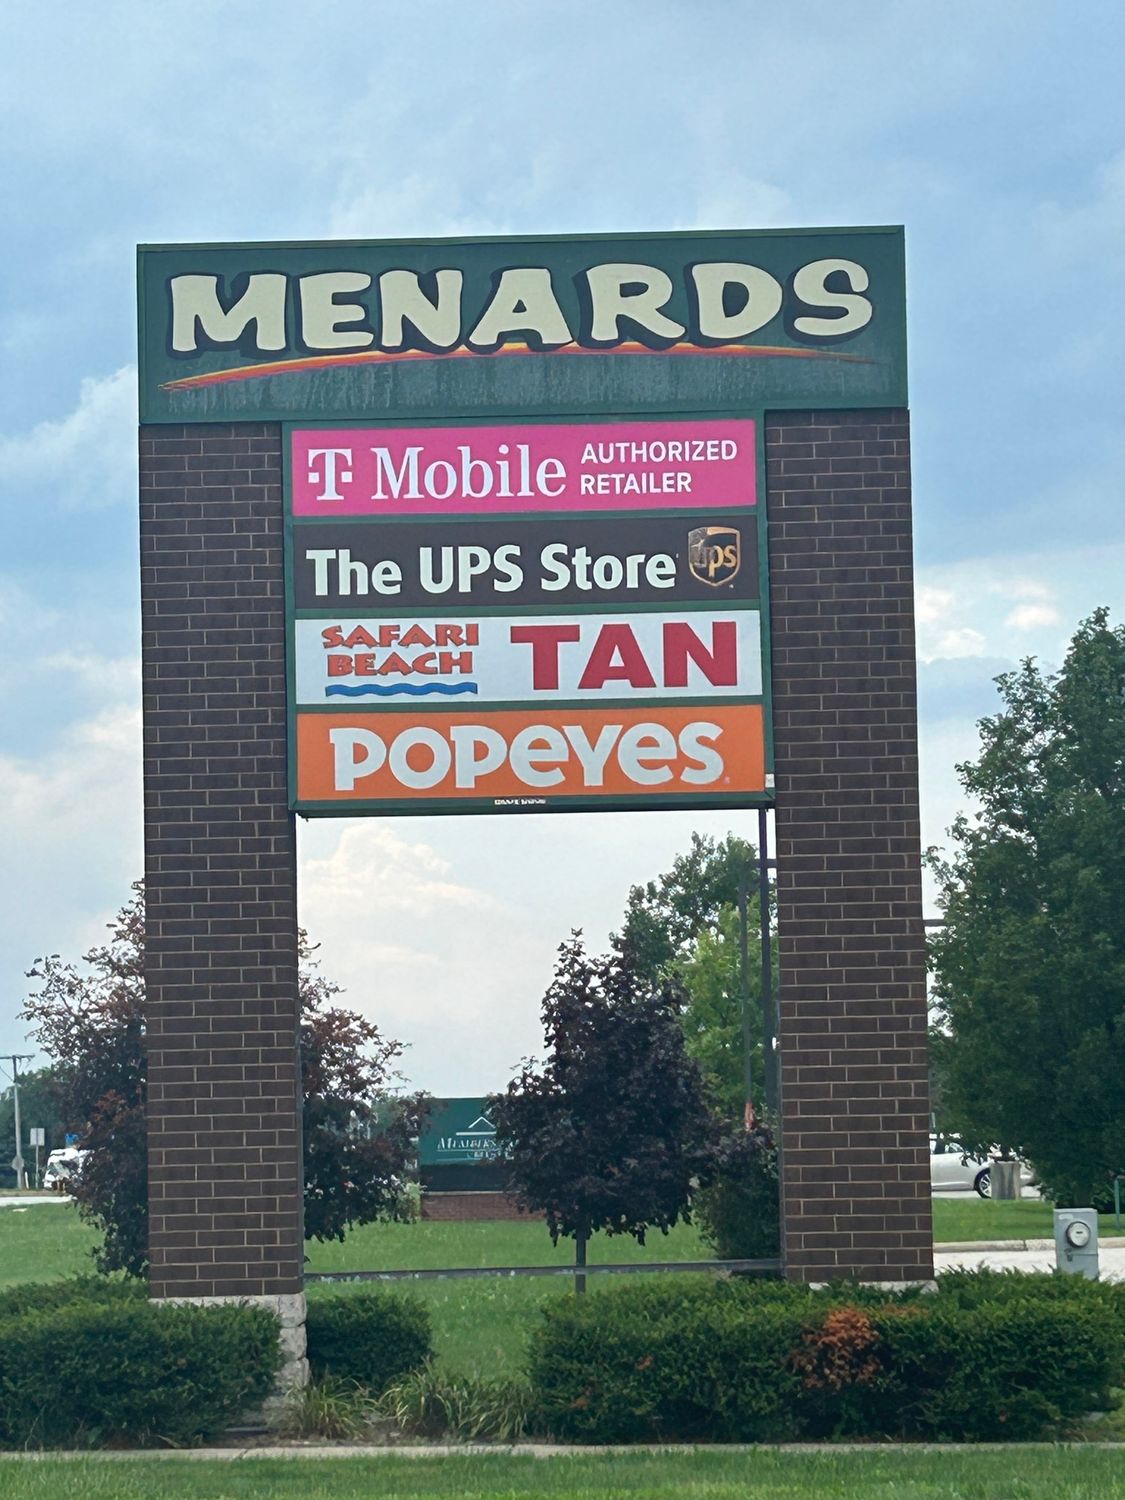 MENARDS
T Mobile AUTHORIZED
RETAILER
The UPS Store ups
SAFARI
BEACH TAN
POPEYES